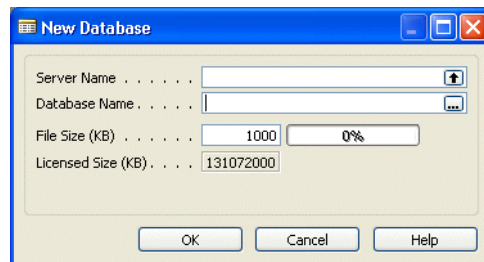 New Database
Server Name . . . . . .
Database Name . . . . .
File Size (KB) . . . . . . 1000 0%
Licensed Size (KB) . . . . 131072000
OK Cancel Help